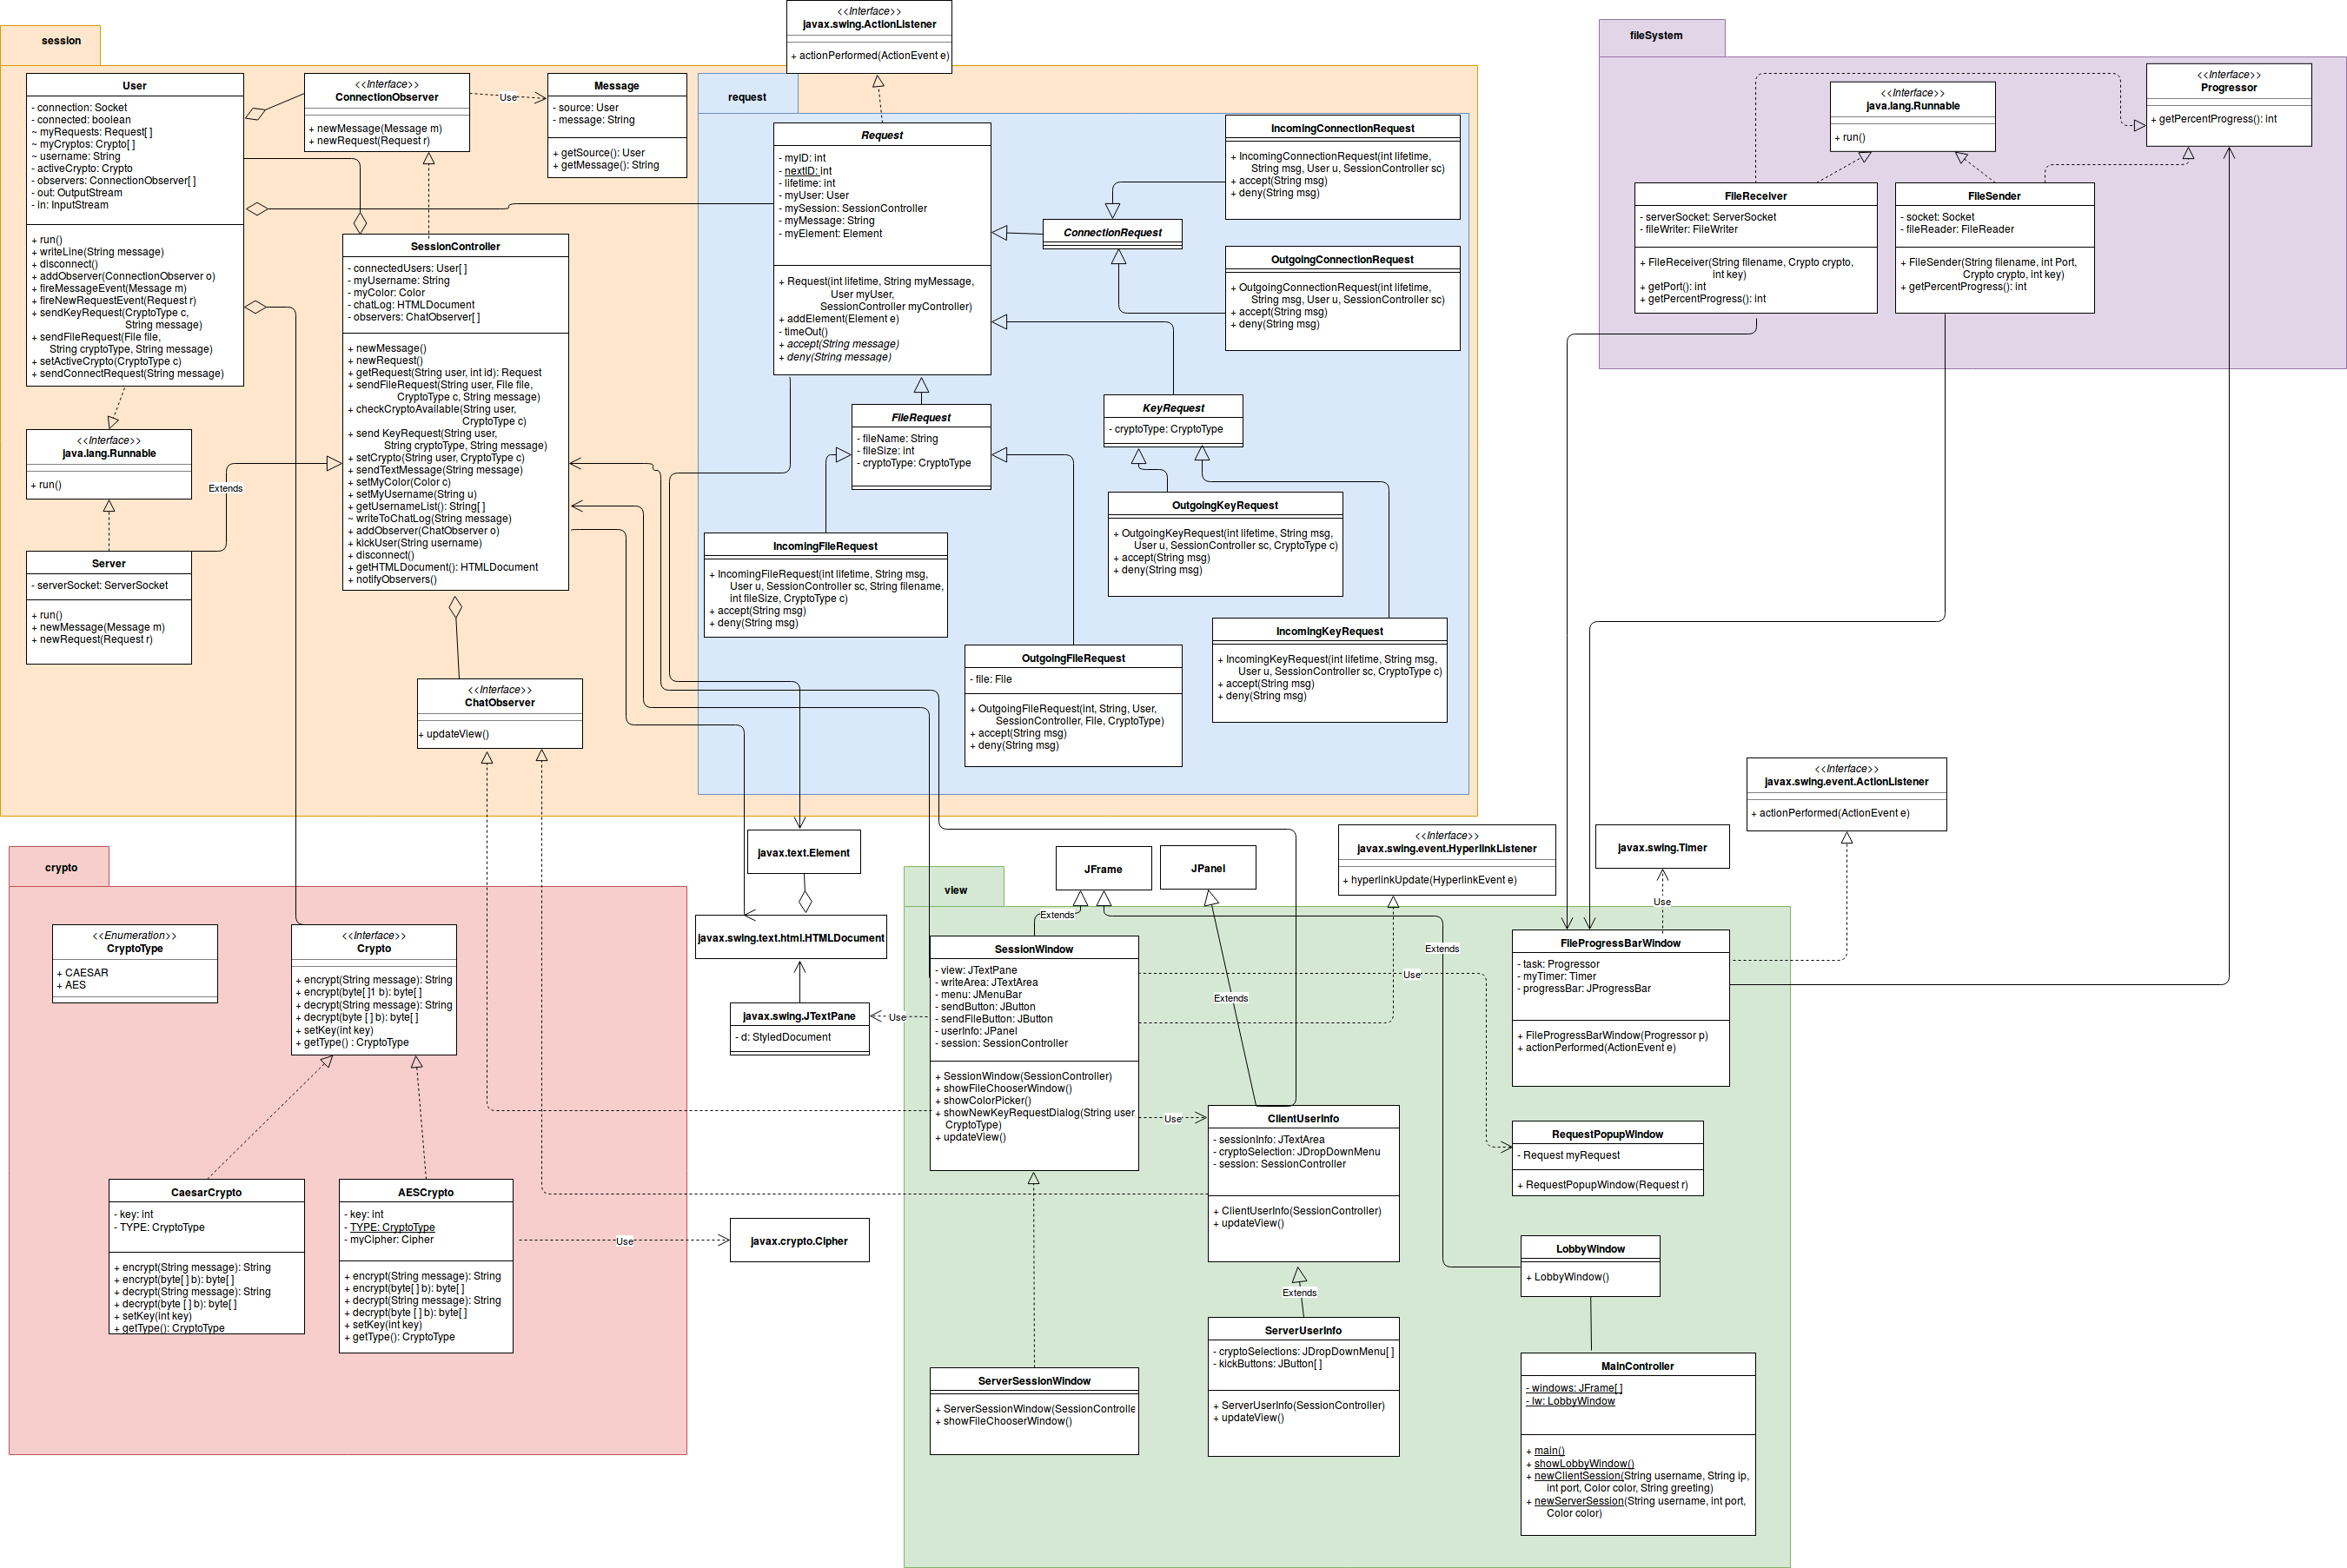 session
User
- connection: Socket
- connected: boolean
~ myRequests: Request[ ]
~ myCryptos: Crypto[ ]
~ username: String
- activeCrypto: Crypto
- observers: ConnectionObserver[ ]
- out: OutputStream
- in: InputStream
+ run()
+ writeLine(String message)
+ disconnect()
+ addObserver(ConnectionObserver o)
+ fireMessageEvent(Message m)
+ fireNewRequestEvent(Request r)
+ sendKeyRequest(CryptoType c,
String message)
+ sendFileRequest(File file,
String cryptoType, String message)
+ setActiveCrypto(CryptoType c)
+ sendConnectRequest(String message)
<<Interface>>
ConnectionObserver
+ newMessage(Message m)
+ newRequest(Request r)
Use
Message
- source: User
- message: String
+ getSource(): User
+ getMessage(): String
<<Interface>>
java.lang.Runnable
+ run()
Extends
Server
- serverSocket: ServerSocket
+ run()
+ newMessage(Message m)
+ newRequest(Request r)
SessionController
- connectedUsers: User[ ]
- myUsername: String
- myColor: Color
- chatLog: HTMLDocument
- observers: ChatObserver[ ]
+ newMessage()
+ newRequest()
+ getRequest(String user, int id): Request
+ sendFileRequest(String user, File file,
CryptoType c, String message)
+ checkCryptoAvailable(String user,
CryptoType c)
+ send KeyRequest(String user,
String cryptoType, String message)
+ setCrypto(String user, CryptoType c)
+ sendTextMessage(String message)
+ setMyColor(Color c)
+ setMyUsername(String u)
+ getUsernameList(): String[ ]
~ writeToChatLog(String message)
+ addObserver(ChatObserver o)
+ kickUser(String username)
+ disconnect()
+ getHTMLDocument(): HTMLDocument
+ notifyObservers()
<<Interface>>
ChatObserver
+ updateView()
<<Interface>>
javax.swing.ActionListener
+ actionPerformed(ActionEvent e)
request
Request
- myID: int
- nextID: int
- lifetime: int
- myUser: User
- mySession: SessionController
- myMessage: String
- myElement: Element
+ Request(int lifetime, String myMessage,
User myUser,
SessionController myController)
+ addElement(Element e)
- timeOut()
+ accept(String message)
+ deny(String message)
IncomingConnectionRequest
+ IncomingConnectionRequest(int lifetime,
String msg, User u, SessionController sc)
+ accept(String msg)
+ deny(String msg)
ConnectionRequest
OutgoingConnectionRequest
+ OutgoingConnectionRequest(int lifetime,
String msg, User u, SessionController sc)
+ accept(String msg)
+ deny(String msg)
FileRequest
- fileName: String
- fileSize: int
- cryptoType: CryptoType
KeyRequest
- cryptoType: CryptoType
OutgoingKeyRequest
+ OutgoingKeyRequest(int lifetime, String msg,
User u, SessionController sc, CryptoType c)
+ accept(String msg)
+ deny(String msg)
IncomingFileRequest
+ IncomingFileRequest(int lifetime, String msg,
User u, SessionController sc, String filename,
int fileSize, CryptoType c)
+ accept(String msg)
+ deny(String msg)
IncomingKeyRequest
+ IncomingKeyRequest(int lifetime, String msg,
User u, SessionController sc, CryptoType c)
+ accept(String msg)
+ deny(String msg)
OutgoingFileRequest
- file: File
+ OutgoingFileRequest(int, String, User,
SessionController, File, CryptoType)
+ accept(String msg)
+ deny(String msg)
fileSystem
<<Interface>>
java.lang.Runnable
+ run()
<<Interface>>
Progressor
+ getPercentProgress(): int
FileReceiver
- serverSocket: ServerSocket
- fileWriter: FileWriter
+ FileReceiver(String filename, Crypto crypto,
int key)
+ getPort(): int
+ getPercentProgress(): int
FileSender
- socket: Socket
- fileReader: FileReader
+ FileSender(String filename, int Port,
Crypto crypto, int key)
+ getPercentProgress(): int
crypto
<<Enumeration>>
CryptoType
+ CAESAR
+ AES
<<Interface>>
Crypto
+ encrypt(String message): String
+ encrypt(byte[ ]1 b): byte[ ]
+ decrypt(String message): String
+ decrypt(byte [ ] b): byte[ ]
+ setKey(int key)
+ getType() : CryptoType
CaesarCrypto
- key: int
- TYPE: CryptoType
+ encrypt(String message): String
+ encrypt(byte[ ] b): byte[ ]
+ decrypt(String message): String
+ decrypt(byte [ ] b): byte[ ]
+ setKey(int key)
+ getType(): CryptoType
AESCrypto
- key: int
- TYPE: CryptoType
- myCipher: Cipher
+ encrypt(String message): String
+ encrypt(byte[ ] b): byte[ ]
+ decrypt(String message): String
+ decrypt(byte [ ] b): byte[ ]
+ setKey(int key)
+ getType(): CryptoType
Use
javax.crypto.Cipher
javax.text.Element
javax.swing.text.html.HTMLDocument
javax.swing.JTextPane
- d: StyledDocument
Use
view
JFrame
JPanel
<<Interface>>
javax.swing.event.HyperlinkListener
+ hyperlinkUpdate(HyperlinkEvent e)
javax.swing.Timer
Use
<<Interface>>
javax.swing.event.ActionListener
+ actionPerformed(ActionEvent e)
Extends
Extends
Extends
Use
SessionWindow
- view: JTextPane
- writeArea: JTextArea
- menu: JMenuBar
- sendButton: JButton
- sendFileButton: JButton
- userInfo: JPanel
- session: SessionController
+ SessionWindow(SessionController)
+ showFileChooserWindow()
+ showColorPicker()
+ showNewKeyRequestDialog(String user
CryptoType)
+ updateView()
Use
ClientUserInfo
- sessionInfo: JTextArea
- cryptoSelection: JDropDownMenu
- session: SessionController
+ ClientUserInfo(SessionController)
+ updateView()
Extends
ServerUserInfo
- cryptoSelections: JDropDownMenu[ ]
- kickButtons: JButton[ ]
+ ServerUserInfo(SessionController)
+ updateView()
ServerSessionWindow
+ ServerSessionWindow(SessionControlle
+ showFileChooserWindow()
FileProgressBarWindow
- task: Progressor
- myTimer: Timer
- progressBar: JProgressBar
+ FileProgressBarWindow(Progressor p)
+ actionPerformed(ActionEvent e)
RequestPopupWindow
- Request myRequest
+ RequestPopupWindow(Request r)
LobbyWindow
+ LobbyWindow()
MainController
- windows: JFrame[ ]
- lw: LobbyWindow
+ main()
+ showLobbyWindow()
+ newClientSession(String username, String ip,
int port, Color color, String greeting)
+ newServerSession(String username, int port,
Color color)